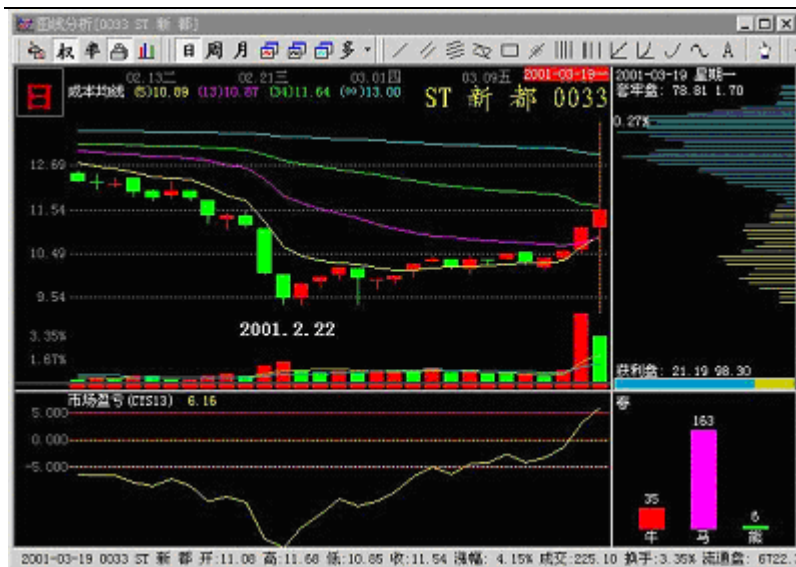 图线分析[0033 ST 新 都]
日 周 月 多
日
02.13二 02.21三 03.01四 03.09五 2001-03-19一
成本均线 (5)10.89 (13)10.87 (34)11.64 (∞)13.00
ST 新 都 0033
2001-03-19 星期一
套牢盘: 78.81 1.70
0.27%
12.69
11.54
10.49
9.54
2001.2.22
3.35%
1.67%
获利盘: 21.19 98.30
市场盈亏(CYS13) 6.16
5.000
0.000
-5.000
春
163
35
6
牛 马 熊
2001-03-19 0033 ST 新 都 开:11.08 高:11.68 低:10.85 收:11.54 涨幅: 4.15% 成交:225.10 换手:3.35% 流通盘: 6722.